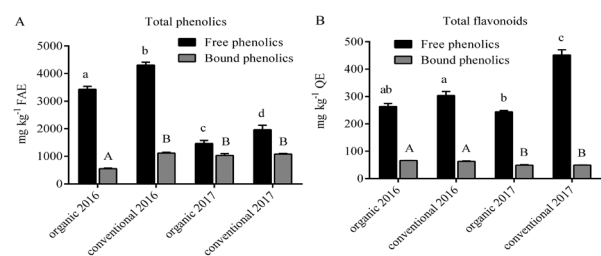 A
Total phenolics
5000
4000
3000
2000
1000
0
mg kg⁻¹ FAE
Free phenolics
Bound phenolics
a
A
b
B
c
B
d
B
organic 2016
conventional 2016
organic 2017
conventional 2017
B
Total flavonoids
500
400
300
200
100
0
mg kg⁻¹ QE
Free phenolics
Bound phenolics
ab
A
a
A
b
B
c
B
organic 2016
conventional 2016
organic 2017
conventional 2017